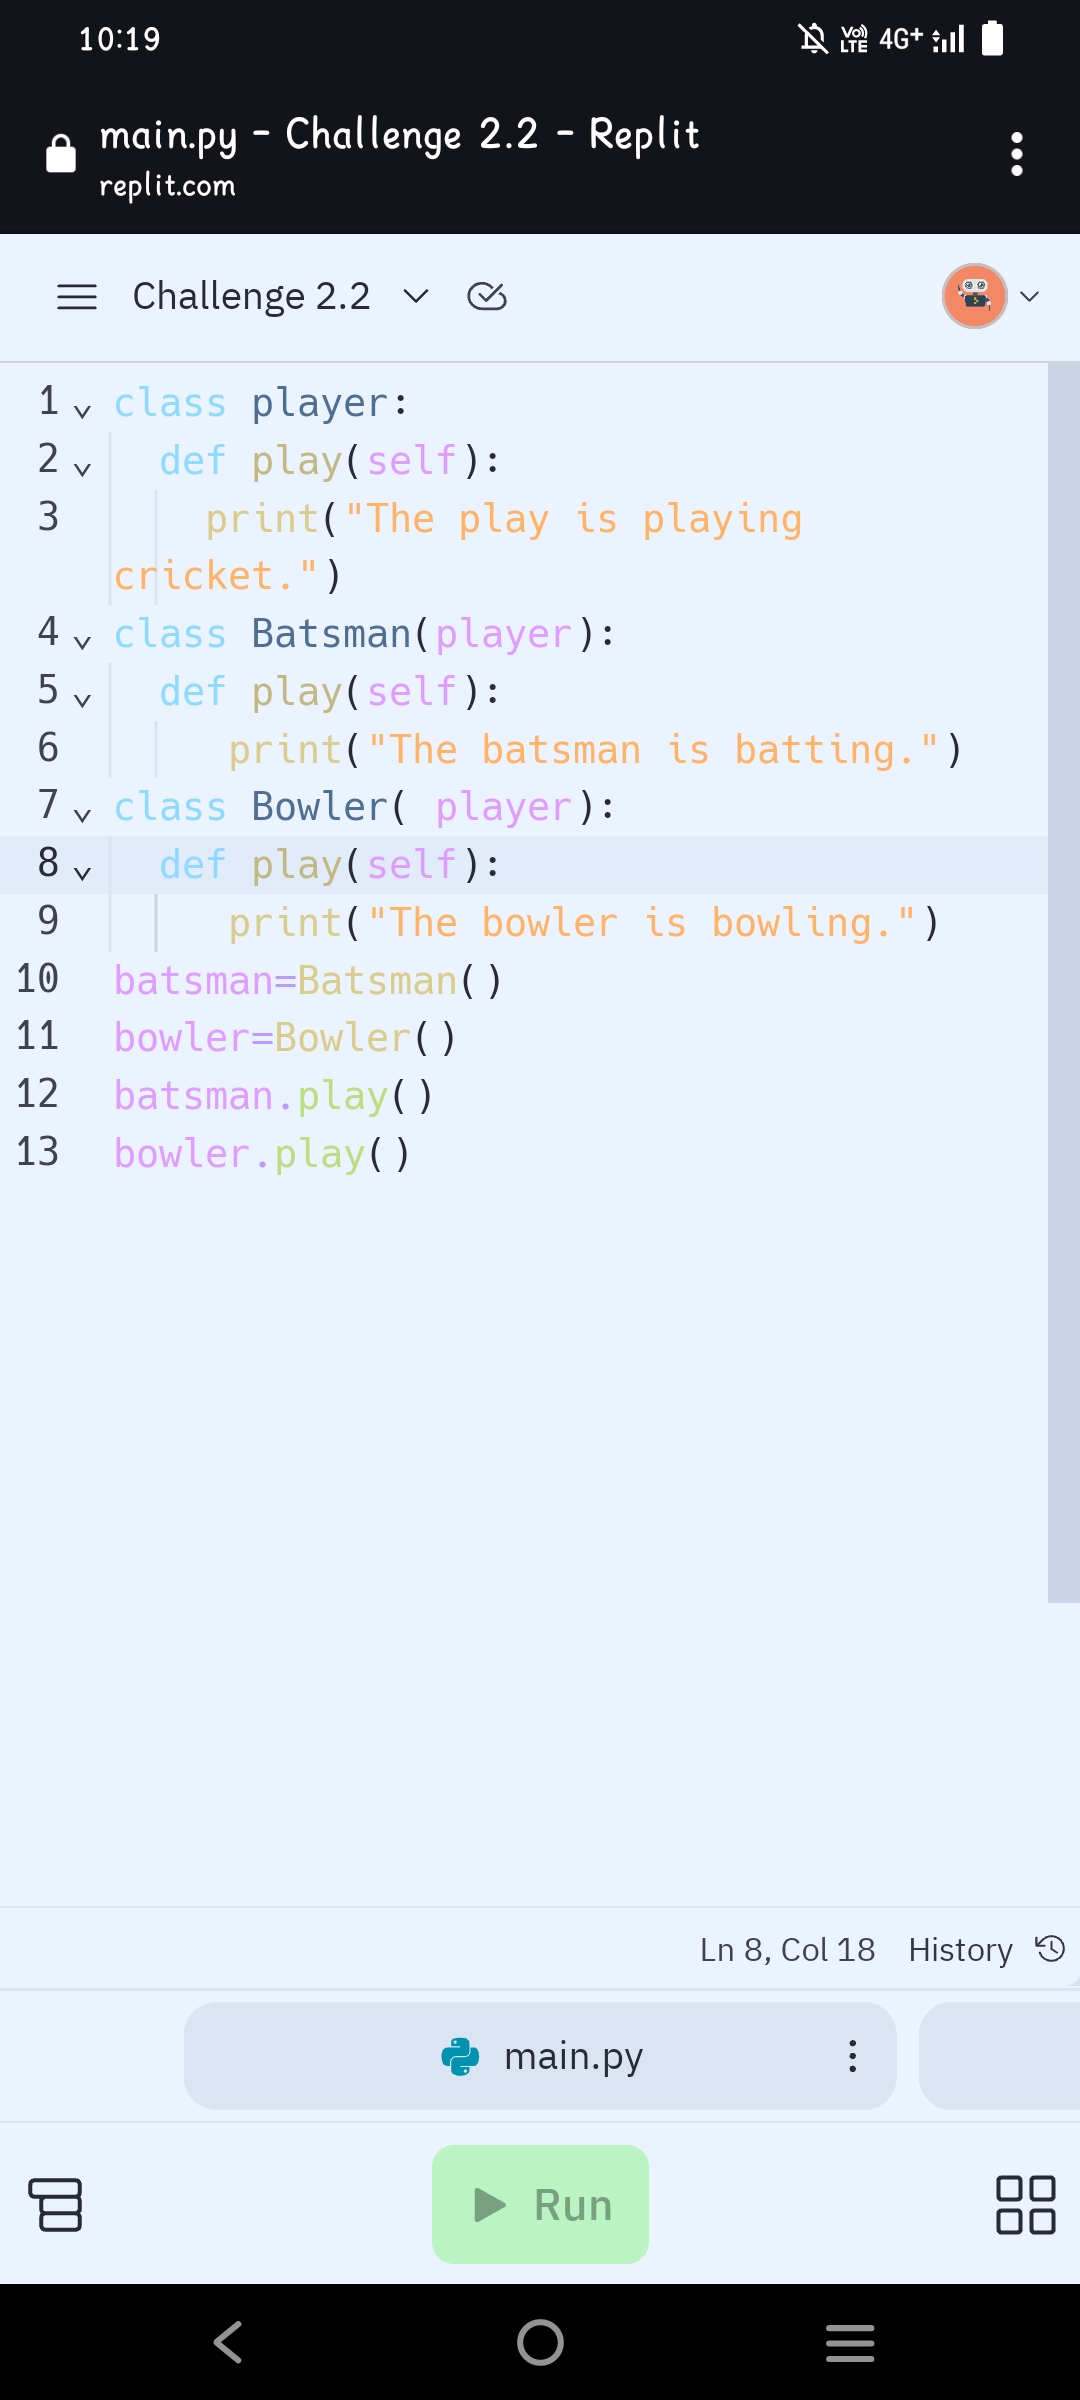 10:19
Vo)) LTE 4G+
main.py - Challenge 2.2 - Replit
replit.com
Challenge 2.2
1 class player:
2   def play(self):
3     print("The play is playing
cricket.")
4 class Batsman(player):
5   def play(self):
6      print("The batsman is batting.")
7 class Bowler( player):
8   def play(self):
9      print("The bowler is bowling.")
10 batsman=Batsman()
11 bowler=Bowler()
12 batsman.play()
13 bowler.play()
Ln 8, Col 18 History
main.py
Run